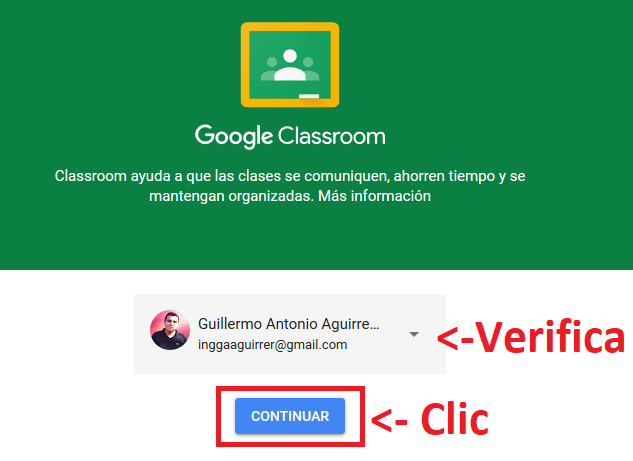 Google Classroom
Classroom ayuda a que las clases se comuniquen, ahorren tiempo y se
mantengan organizadas. Más información
Guillermo Antonio Aguirre...
inggaaguirrer@gmail.com
<-Verifica
CONTINUAR
<- Clic